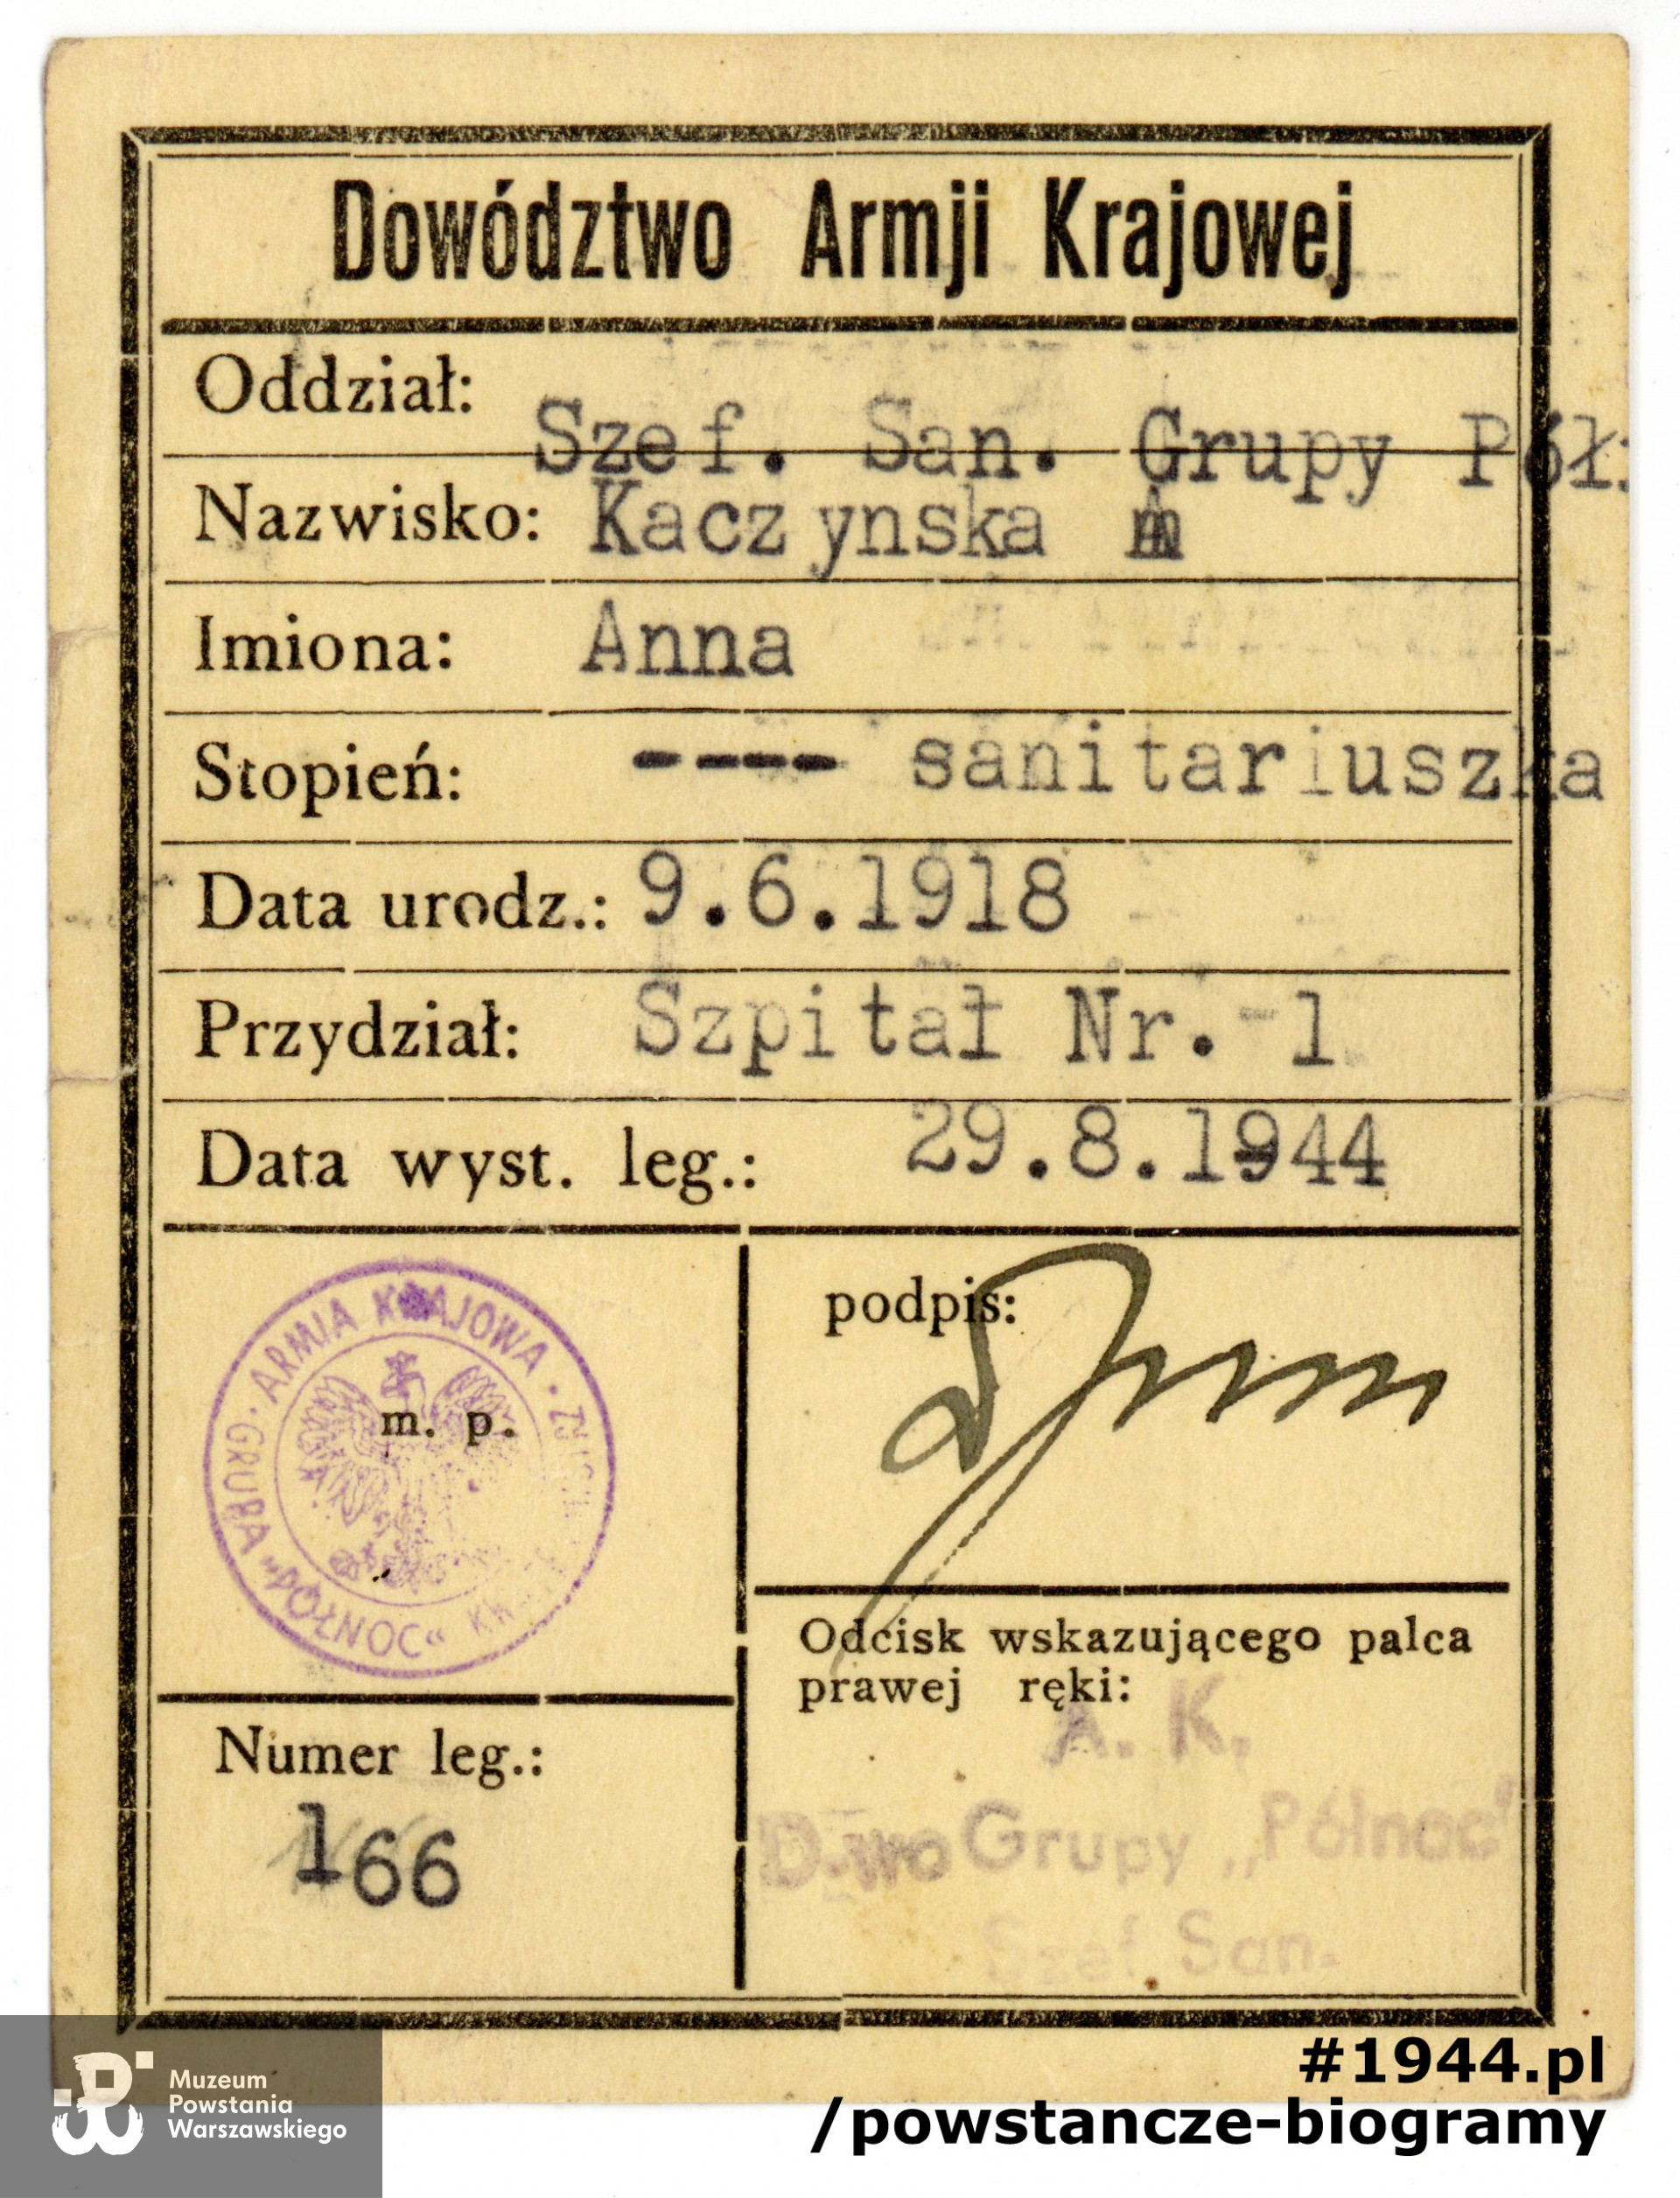 Dowództwo Armji Krajowej
Oddział: Szef. San. Grupy Półn
Nazwisko: Kaczynska
Imiona: Anna
Stopień: ---- sanitariuszka
Data urodz.: 9.6.1918
Przydział: Szpitał Nr. 1
Data wyst. leg.: 29.8.1944
ARMIA KRAJOWA · GRUPA „PÓŁNOC“
m. p.
podpis:
Odcisk wskazującego palca
prawej ręki:
A. K.
D-wo Grupy „Północ"
Szef San.
Numer leg.:
166
Muzeum
Powstania
Warszawskiego
#1944.pl
/powstancze-biogramy